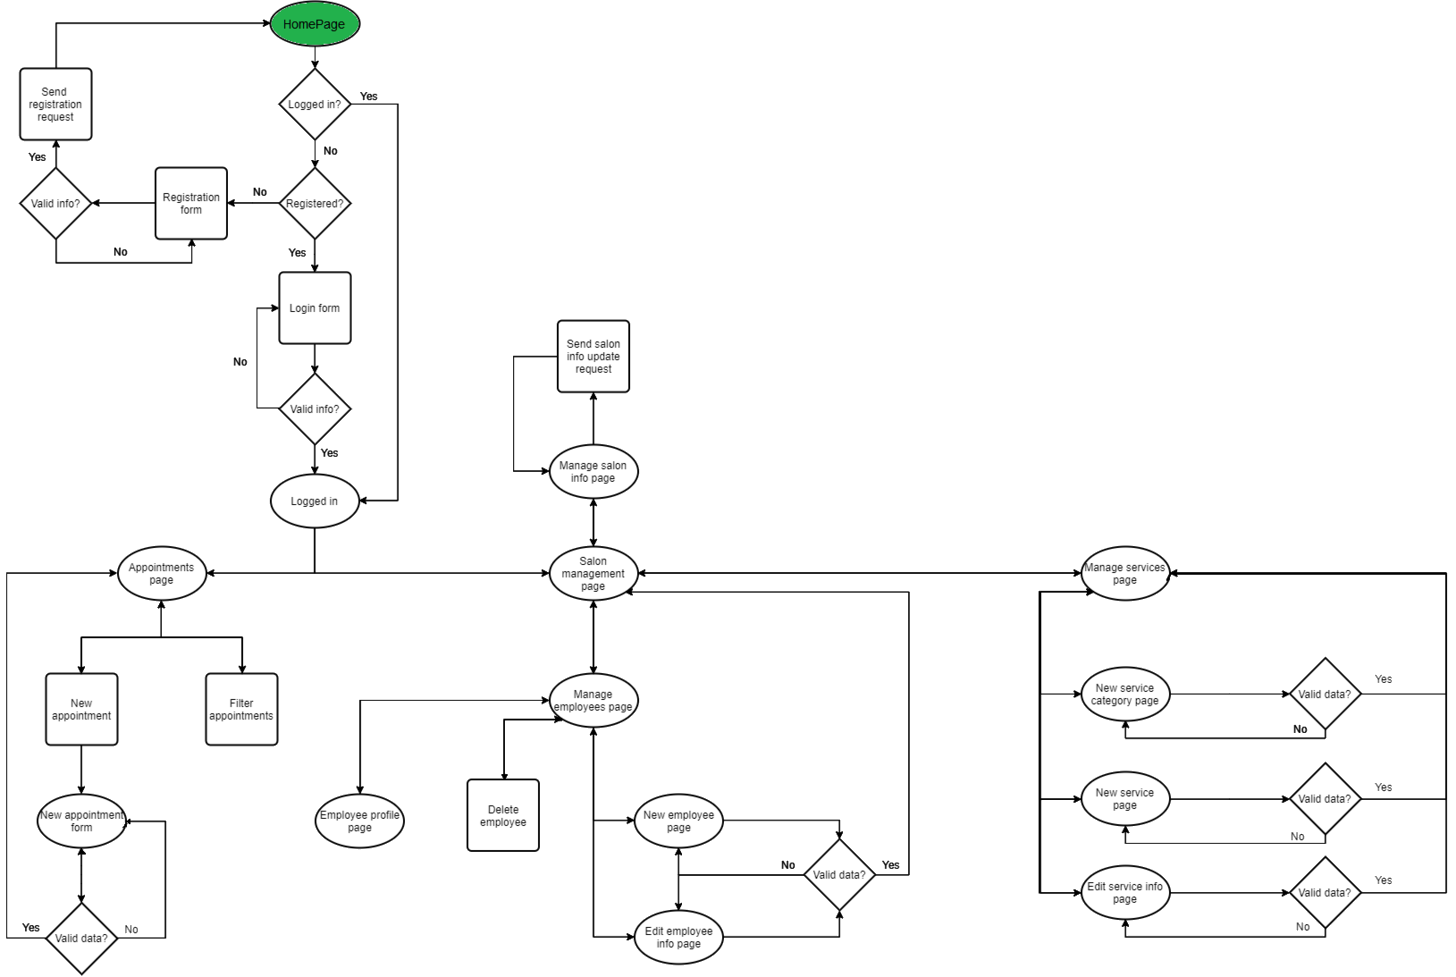 HomePage
Send
registration
request
Logged in?
Yes
No
Yes
Valid info?
Registration
form
No
Registered?
No
Yes
Login form
No
Valid info?
Yes
Logged in
Send salon
info update
request
Manage salon
info page
Appointments
page
Salon
management
page
Manage services
page
New
appointment
Filter
appointments
Manage
employees page
New service
category page
Valid data?
Yes
No
New appointment
form
Employee profile
page
Delete
employee
New employee
page
New service
page
Valid data?
Yes
No
No
Valid data?
Yes
Edit service info
page
Valid data?
Yes
No
Yes
Valid data?
No
Edit employee
info page